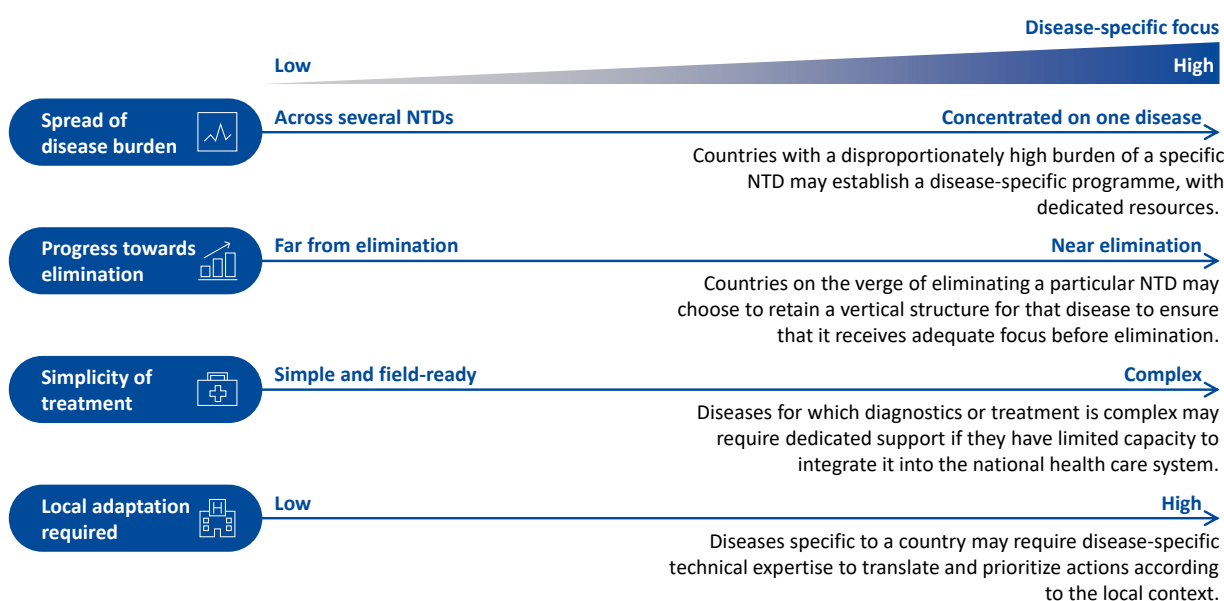 Disease-specific focus
Low
High
Spread of
disease burden
Across several NTDs
Concentrated on one disease
Countries with a disproportionately high burden of a specific
NTD may establish a disease-specific programme, with
dedicated resources.
Progress towards
elimination
Far from elimination
Near elimination
Countries on the verge of eliminating a particular NTD may
choose to retain a vertical structure for that disease to ensure
that it receives adequate focus before elimination.
Simplicity of
treatment
Simple and field-ready
Complex
Diseases for which diagnostics or treatment is complex may
require dedicated support if they have limited capacity to
integrate it into the national health care system.
Local adaptation
required
H
Low
High
Diseases specific to a country may require disease-specific
technical expertise to translate and prioritize actions according
to the local context.